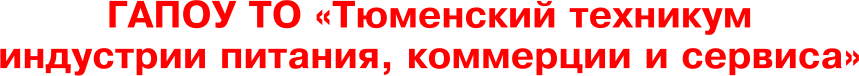 ГАПОУ ТО «Тюменский техникум
индустрии питания, коммерции и сервиса»